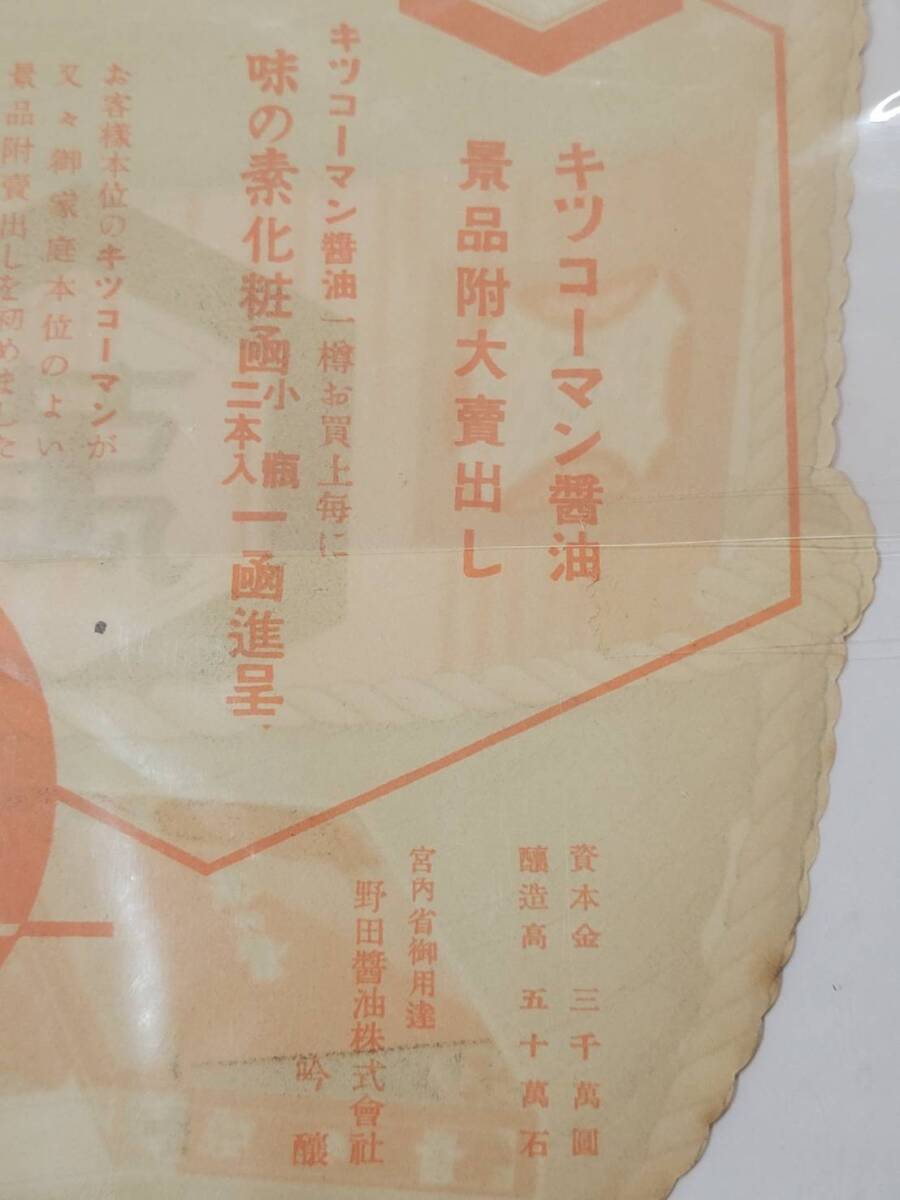 キツコーマン醬油
景品附大賣出し
キツコーマン醬油一樽お買上每に
味の素化粧凾小瓶二本入一凾進呈
お客樣本位のキツコーマンが
又々御家庭本位のよい
景品附賣出しを初めました
資本金 三千萬圓
釀造高 五十萬石
宮內省御用達
野田醬油株式會社
吟釀